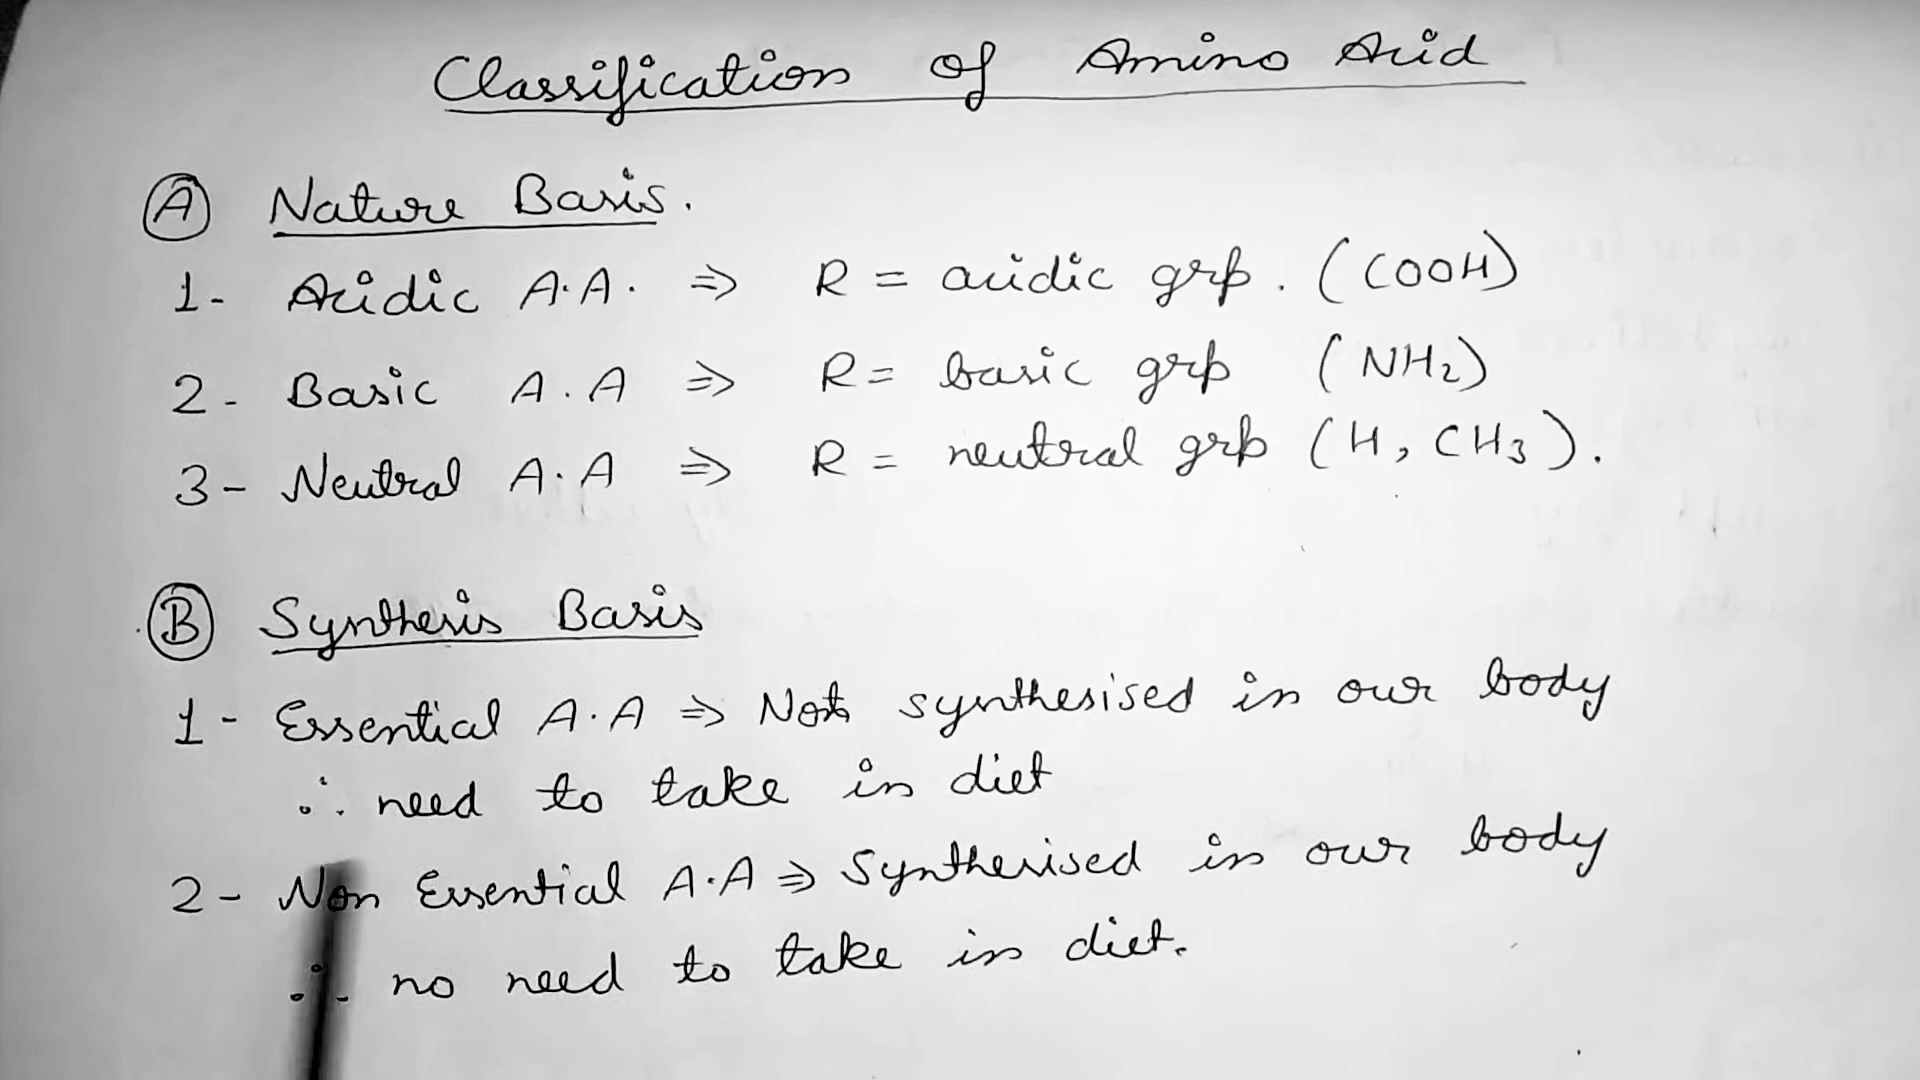 Classification of Amino Acid
(A) Nature Basis.
1- Acidic A.A. ⇒ R = acidic grp. (COOH)
2- Basic A.A ⇒ R = basic grp (NH₂)
3- Neutral A.A ⇒ R = neutral grp (H, CH₃).
(B) Synthesis Basis
1- Essential A.A ⇒ Not synthesised in our body
∴ need to take in diet
2- Non Essential A.A ⇒ Synthesised in our body
∴ no need to take in diet.